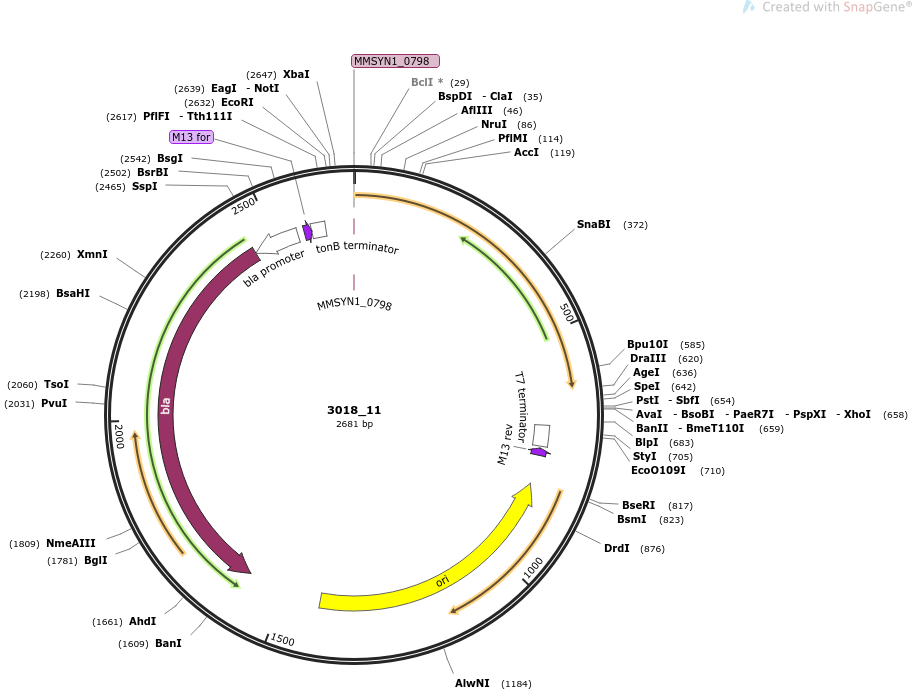 Created with SnapGene®
MMSYN1_0798
(2647) XbaI
(2639) EagI - NotI
(2632) EcoRI
(2617) PflFI - Tth111I
M13 for
(2542) BsgI
(2502) BsrBI
(2465) SspI
BclI * (29)
BspDI - ClaI (35)
AflIII (46)
NruI (86)
PflMI (114)
AccI (119)
SnaBI (372)
2500
tonB terminator
bla promoter
MMSYN1_0798
(2260) XmnI
(2198) BsaHI
500
(2060) TsoI
(2031) PvuI
Bpu10I (585)
DraIII (620)
AgeI (636)
SpeI (642)
PstI - SbfI (654)
AvaI - BsoBI - PaeR7I - PspXI - XhoI (658)
BanII - BmeT110I (659)
BlpI (683)
StyI (705)
EcoO109I (710)
T7 terminator
bla
3018_11
2681 bp
2000
M13 rev
BseRI (817)
BsmI (823)
DrdI (876)
(1809) NmeAIII
(1781) BglI
1000
ori
(1661) AhdI
(1609) BanI
1500
AlwNI (1184)